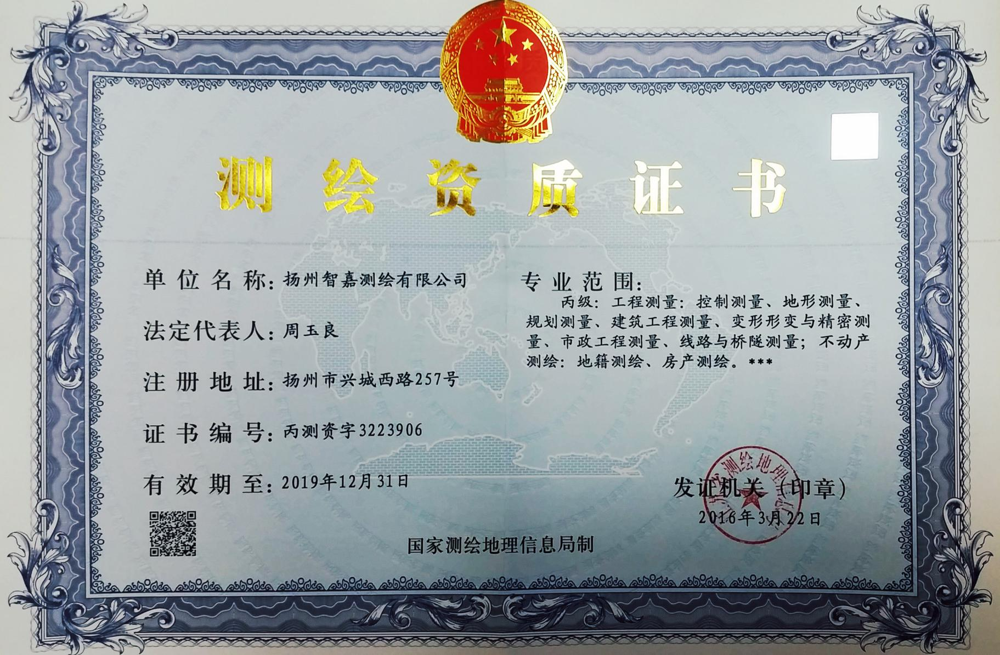 测绘资质证书
单位名称：扬州智嘉测绘有限公司
法定代表人：周玉良
注册地址：扬州市兴城西路257号
证书编号：丙测资字3223906
有效期至：2019年12月31日
专业范围：
丙级：工程测量：控制测量、地形测量、
规划测量、建筑工程测量、变形形变与精密测
量、市政工程测量、线路与桥隧测量；不动产
测绘：地籍测绘、房产测绘。***
测绘地理
发证机关（印章）
2016年3月22日
国家测绘地理信息局制